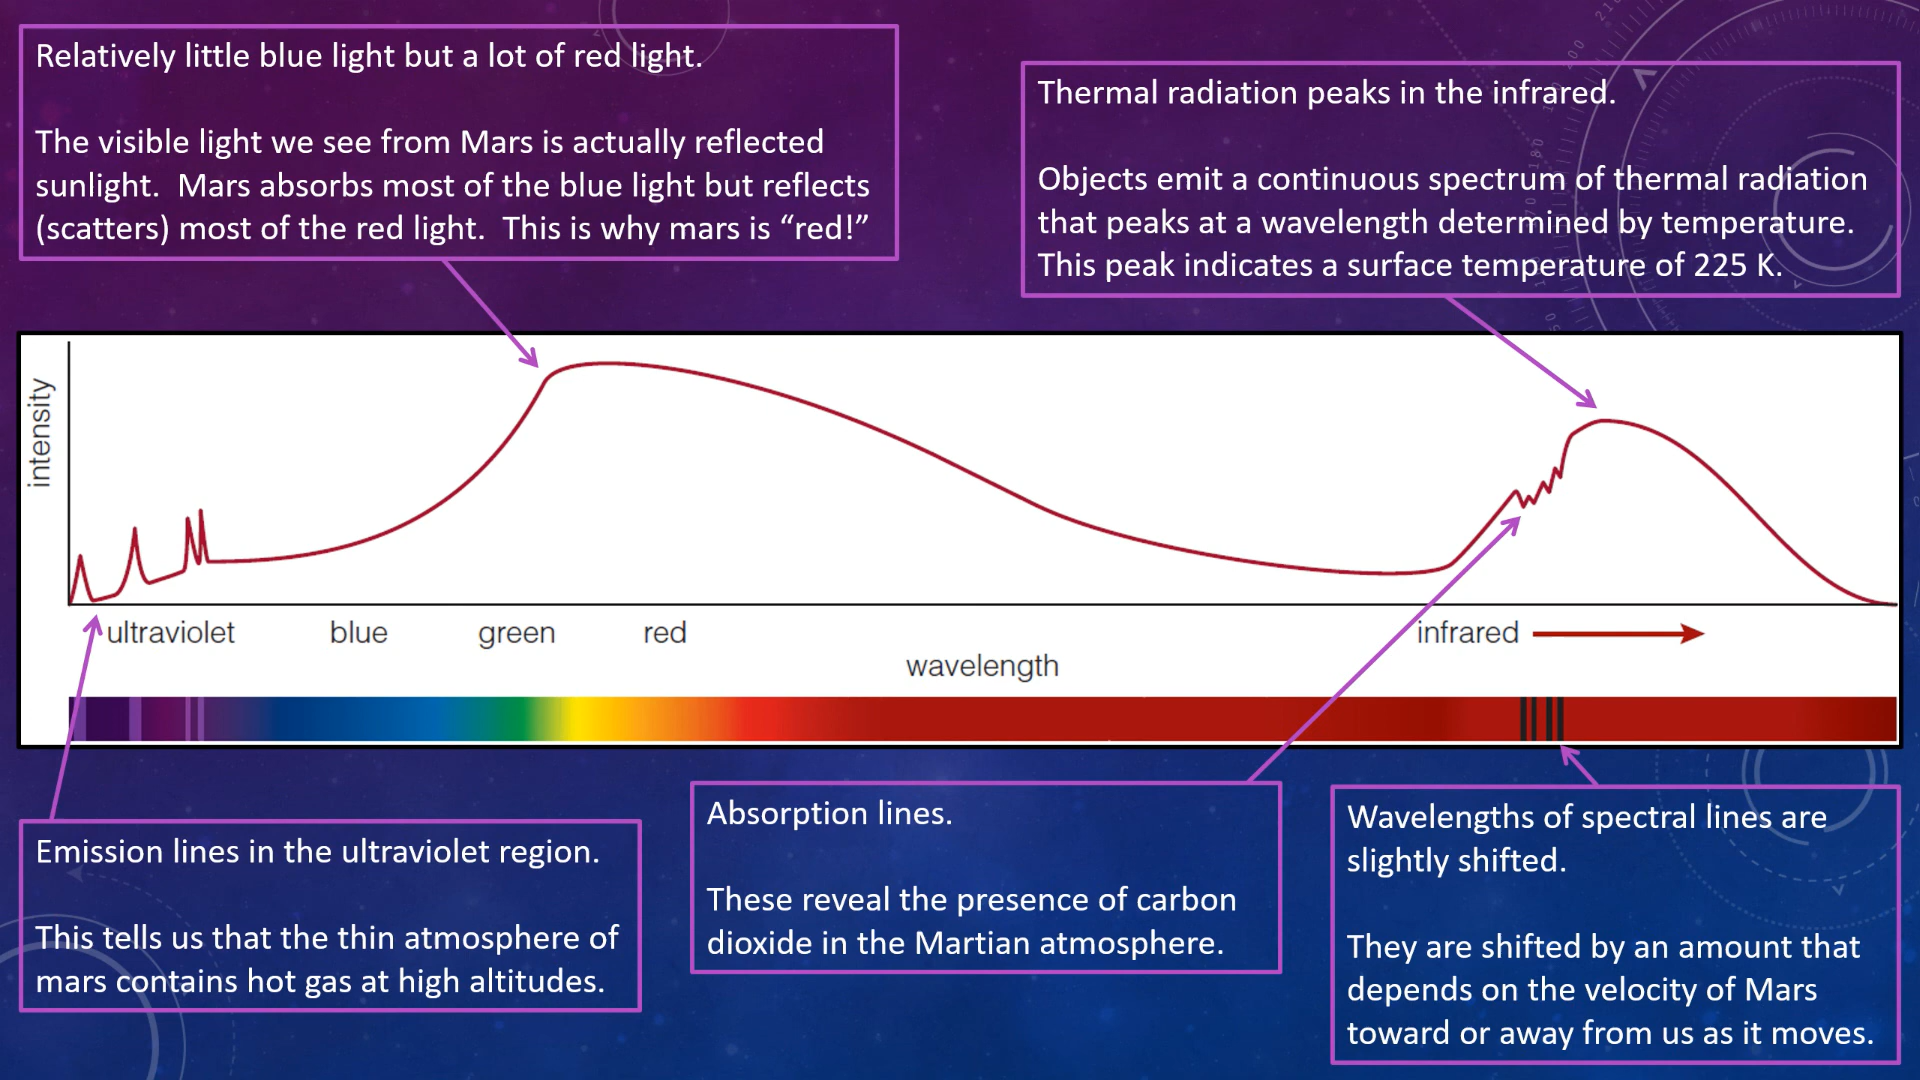 Relatively little blue light but a lot of red light.
The visible light we see from Mars is actually reflected
sunlight.  Mars absorbs most of the blue light but reflects
(scatters) most of the red light.  This is why mars is “red!”
Thermal radiation peaks in the infrared.
Objects emit a continuous spectrum of thermal radiation
that peaks at a wavelength determined by temperature.
This peak indicates a surface temperature of 225 K.
intensity
ultraviolet
blue
green
red
infrared
wavelength
Emission lines in the ultraviolet region.
This tells us that the thin atmosphere of
mars contains hot gas at high altitudes.
Absorption lines.
These reveal the presence of carbon
dioxide in the Martian atmosphere.
Wavelengths of spectral lines are
slightly shifted.
They are shifted by an amount that
depends on the velocity of Mars
toward or away from us as it moves.